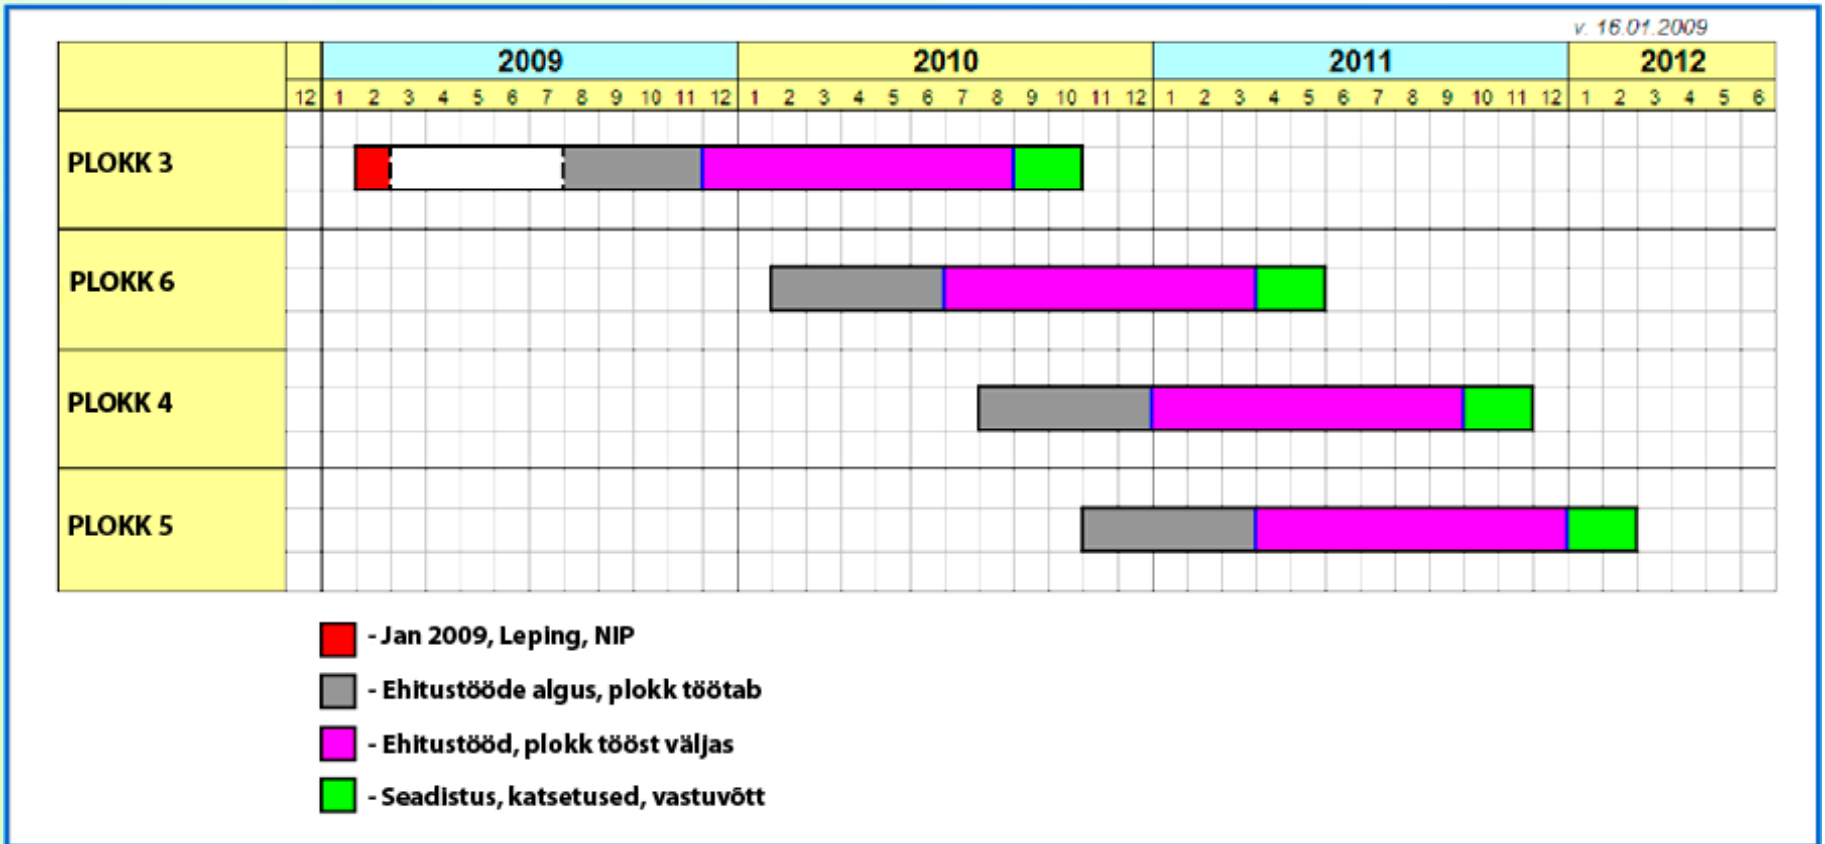 v. 16.01.2009
2009 2010 2011 2012
12 1 2 3 4 5 6 7 8 9 10 11 12 1 2 3 4 5 6 7 8 9 10 11 12 1 2 3 4 5 6 7 8 9 10 11 12 1 2 3 4 5 6
PLOKK 3
PLOKK 6
PLOKK 4
PLOKK 5
- Jan 2009, Leping, NIP
- Ehitustööde algus, plokk töötab
- Ehitustööd, plokk tööst väljas
- Seadistus, katsetused, vastuvõtt